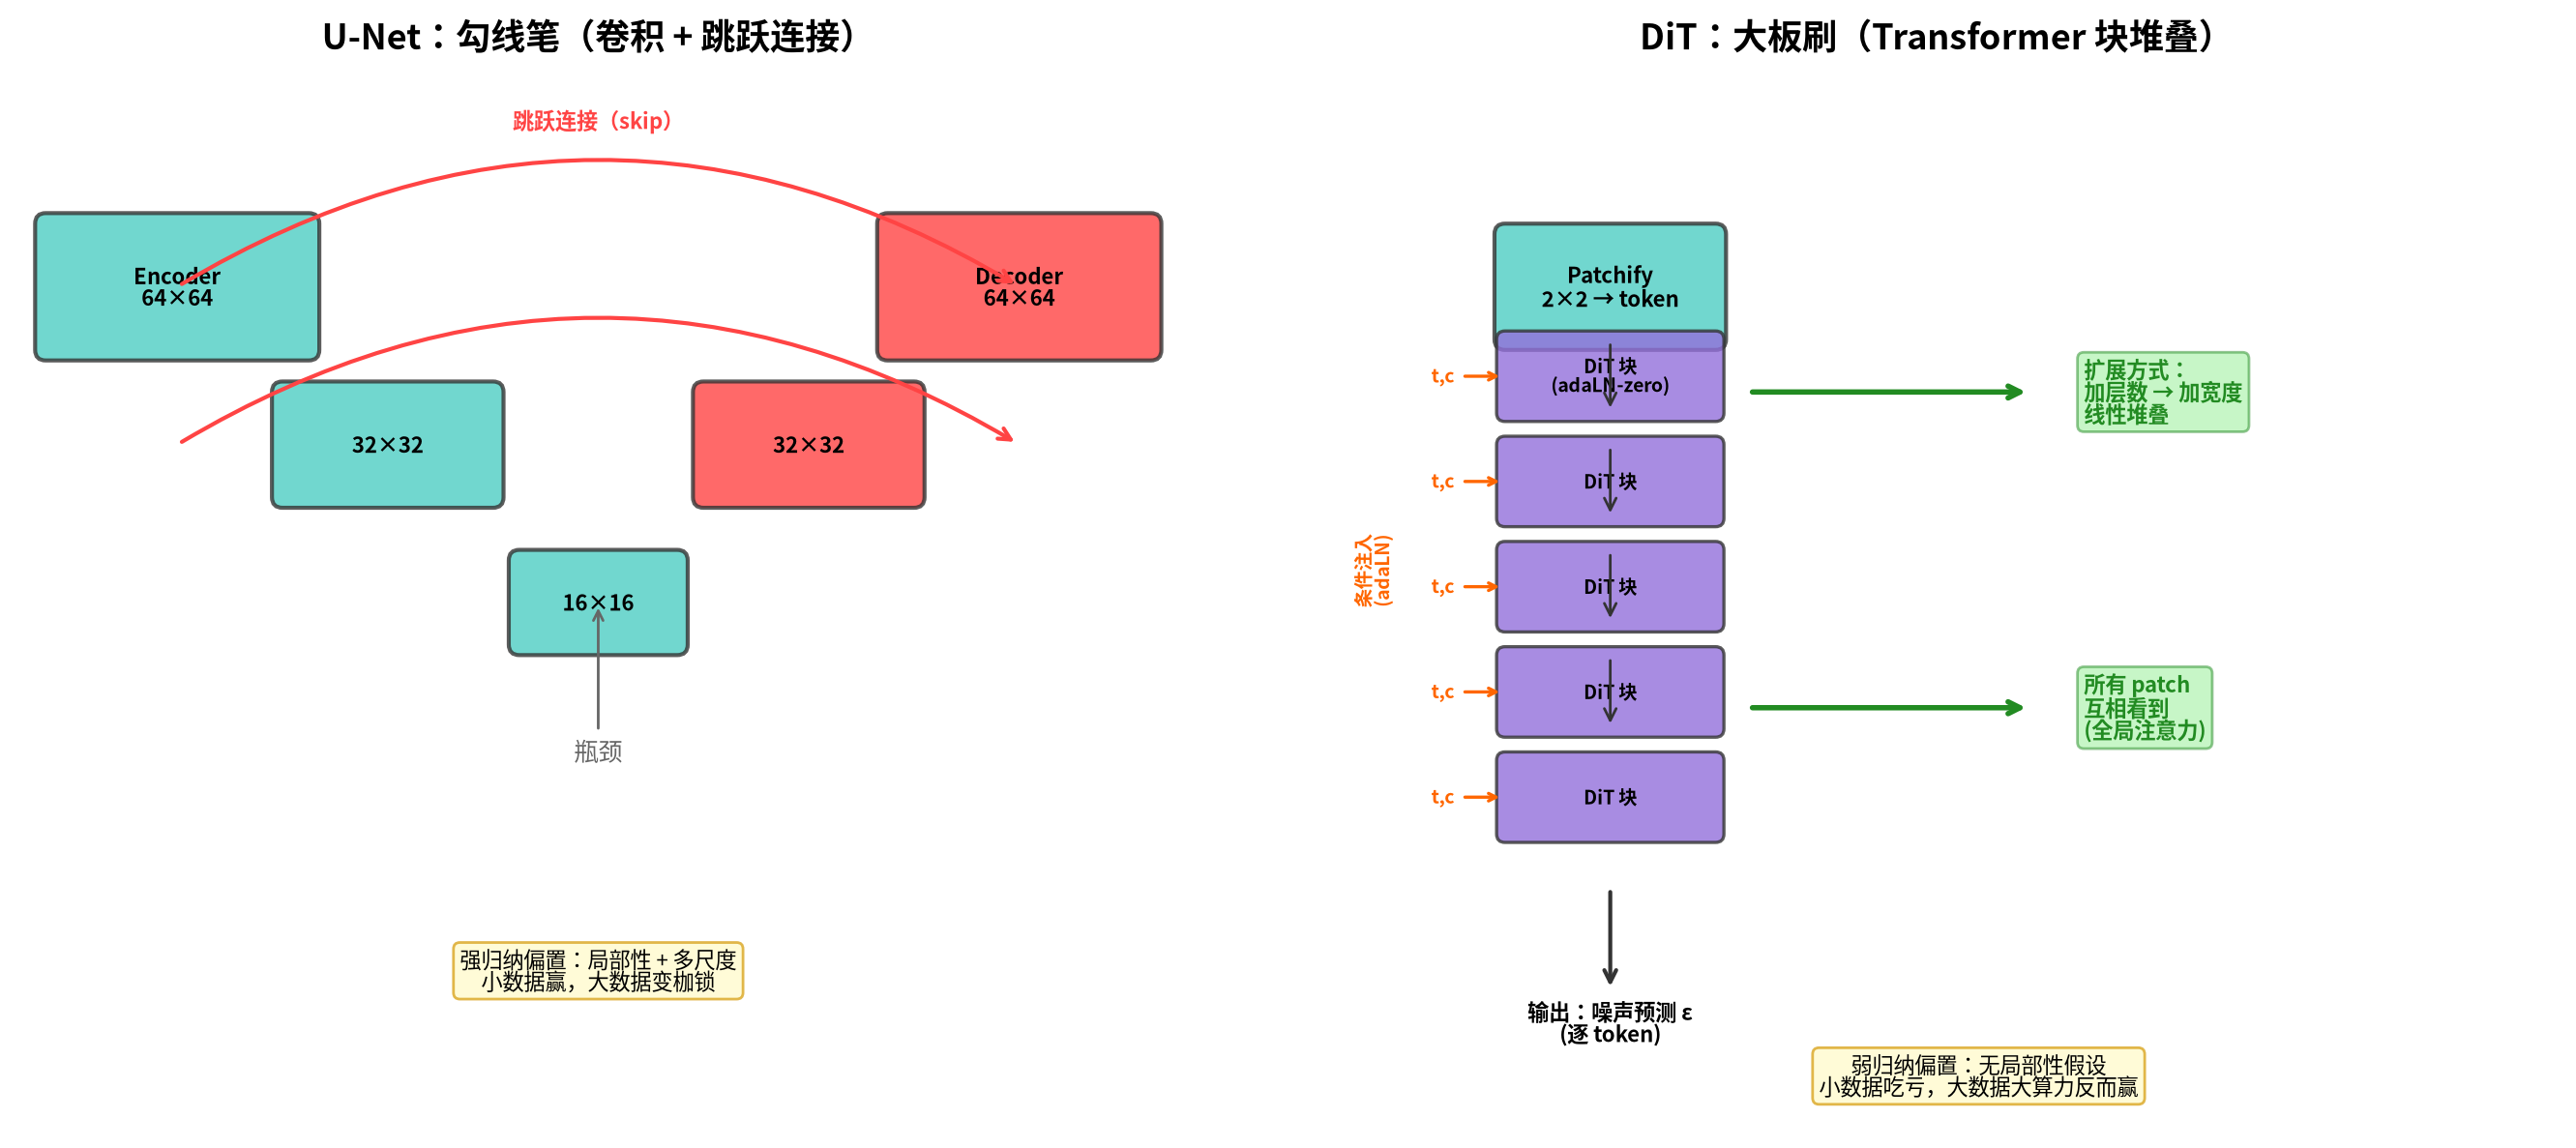 U-Net：勾线笔（卷积 + 跳跃连接）
跳跃连接（skip）
Encoder
64×64
Decoder
64×64
32×32
32×32
16×16
瓶颈
强归纳偏置：局部性 + 多尺度
小数据赢，大数据变枷锁
DiT：大板刷（Transformer 块堆叠）
Patchify
2×2 → token
t,c
DiT 块
(adaLN-zero)
扩展方式：
加层数 → 加宽度
线性堆叠
t,c
DiT 块
条件注入
(adaLN)
t,c
DiT 块
t,c
DiT 块
所有 patch
互相看到
(全局注意力)
t,c
DiT 块
输出：噪声预测 ε
(逐 token)
弱归纳偏置：无局部性假设
小数据吃亏，大数据大算力反而赢